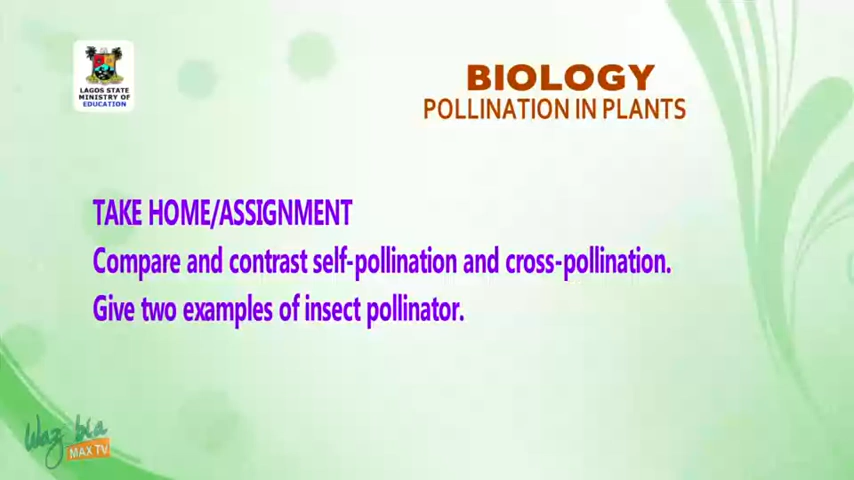 LAGOS STATE
MINISTRY OF
EDUCATION
BIOLOGY
POLLINATION IN PLANTS
TAKE HOME/ASSIGNMENT
Compare and contrast self-pollination and cross-pollination.
Give two examples of insect pollinator.
Wazobia
MAX TV